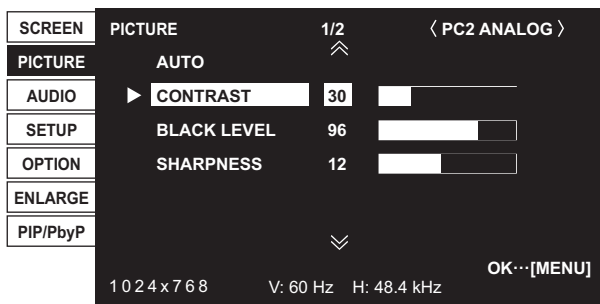 SCREEN
PICTURE
AUDIO
SETUP
OPTION
ENLARGE
PIP/PbyP
PICTURE 1/2 〈 PC2 ANALOG 〉
AUTO
CONTRAST 30
BLACK LEVEL 96
SHARPNESS 12
OK···[MENU]
1024x768 V: 60 Hz H: 48.4 kHz